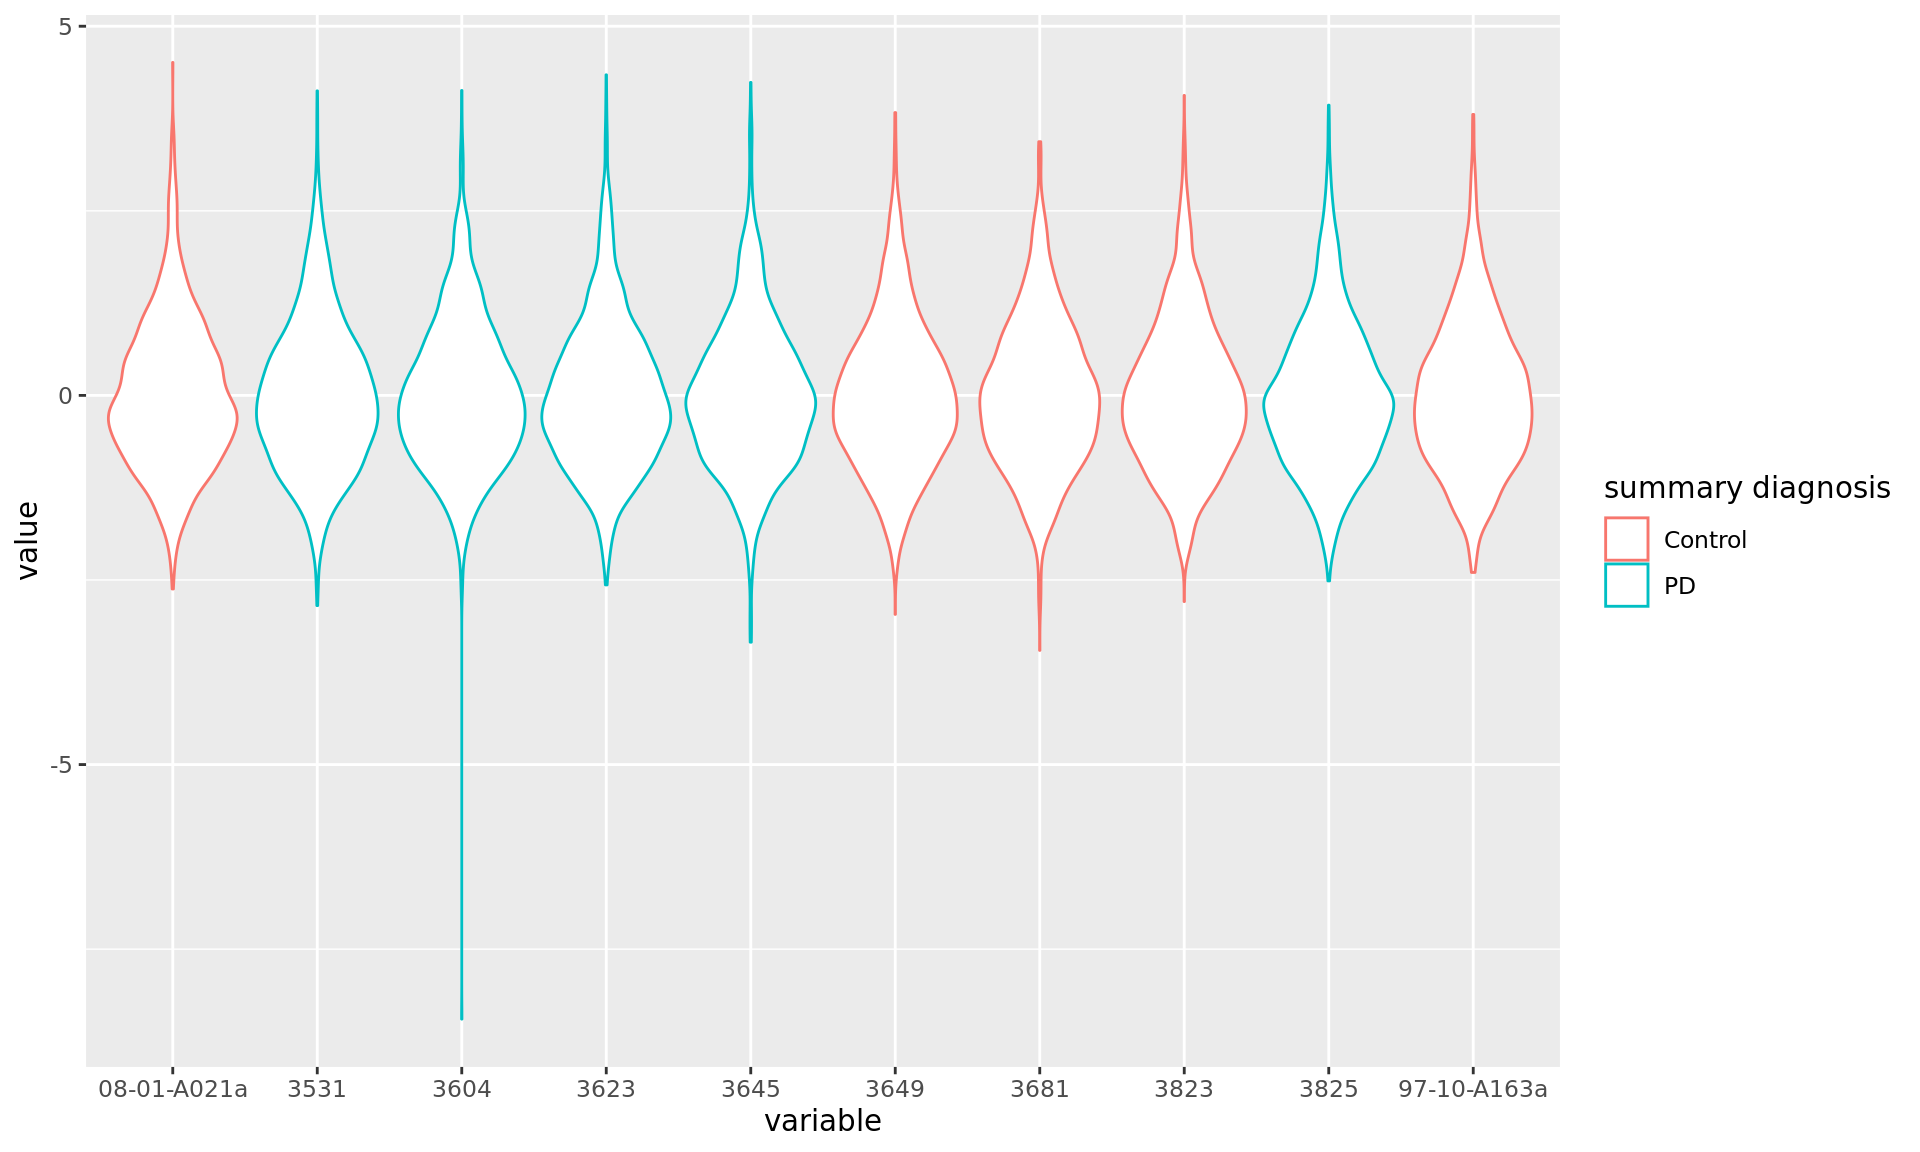 5
0
-5
value
08-01-A021a 3531 3604 3623 3645 3649 3681 3823 3825 97-10-A163a
variable
summary diagnosis
Control
PD